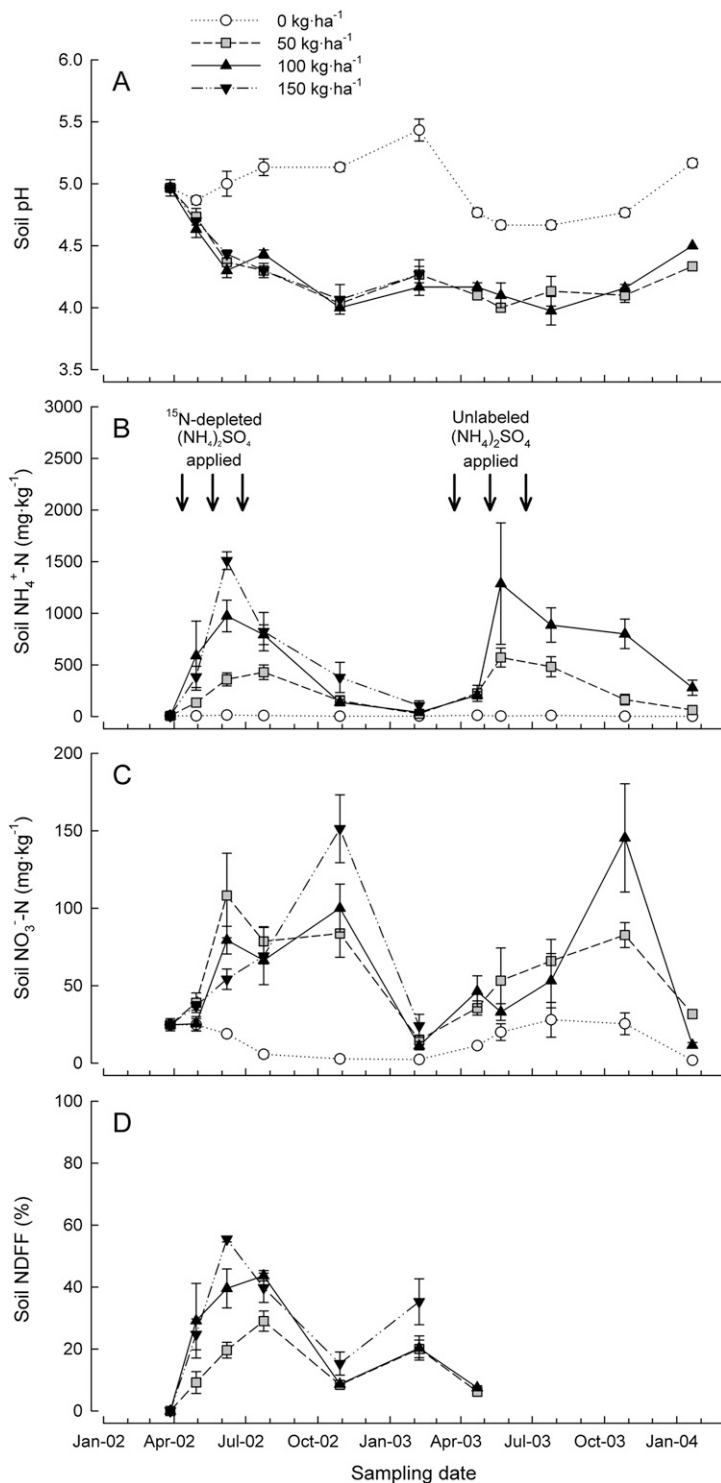 0 kg·ha⁻¹
50 kg·ha⁻¹
100 kg·ha⁻¹
150 kg·ha⁻¹
A
6.0
5.5
5.0
4.5
4.0
3.5
Soil pH
B
¹⁵N-depleted
(NH₄)₂SO₄
applied
Unlabeled
(NH₄)₂SO₄
applied
3000
2500
2000
1500
1000
500
0
Soil NH₄⁺-N (mg·kg⁻¹)
C
200
150
100
50
0
Soil NO₃⁻-N (mg·kg⁻¹)
D
100
80
60
40
20
0
Soil NDFF (%)
Jan-02 Apr-02 Jul-02 Oct-02 Jan-03 Apr-03 Jul-03 Oct-03 Jan-04
Sampling date